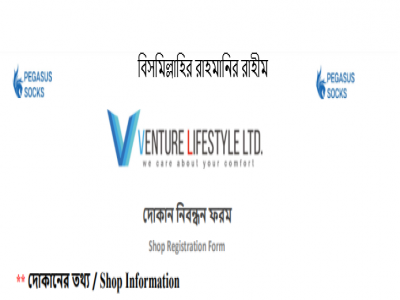 বিসমিল্লাহির রাহমানির রাহীম
PEGASUS
SOCKS
PEGASUS
SOCKS
VENTURE LIFESTYLE LTD.
we care about your comfort
দোকান নিবন্ধন ফরম
Shop Registration Form
** দোকানের তথ্য / Shop Information